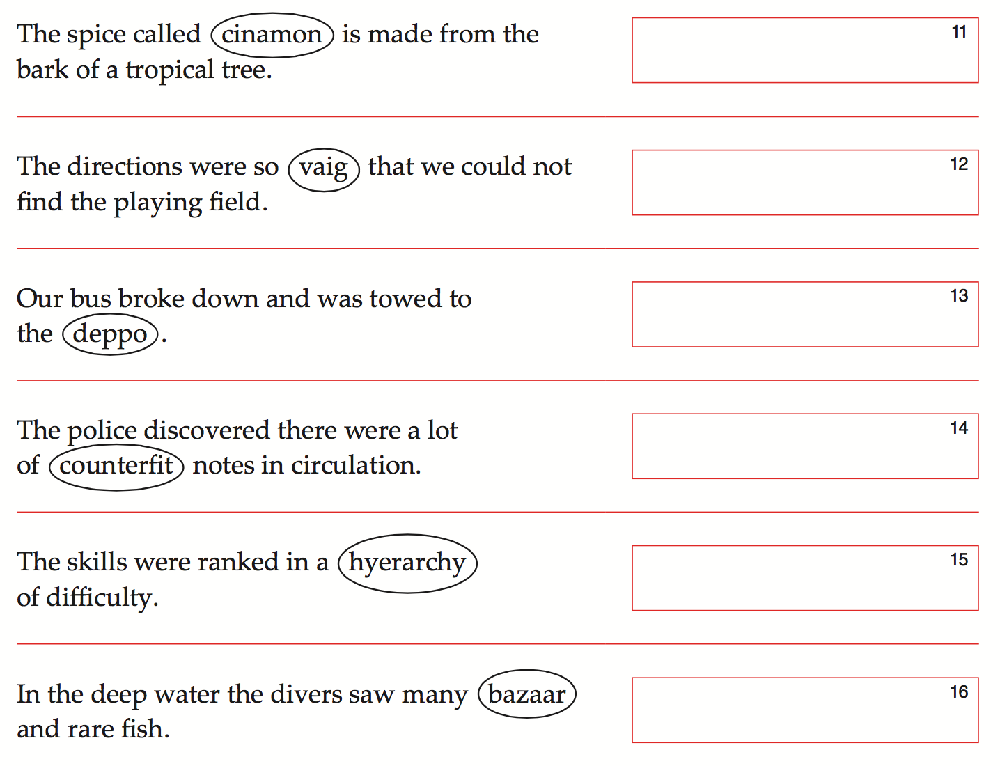 The spice called cinamon is made from the
bark of a tropical tree.
11
The directions were so vaig that we could not
find the playing field.
12
Our bus broke down and was towed to
the deppo .
13
The police discovered there were a lot
of counterfit notes in circulation.
14
The skills were ranked in a hyerarchy
of difficulty.
15
In the deep water the divers saw many bazaar
and rare fish.
16